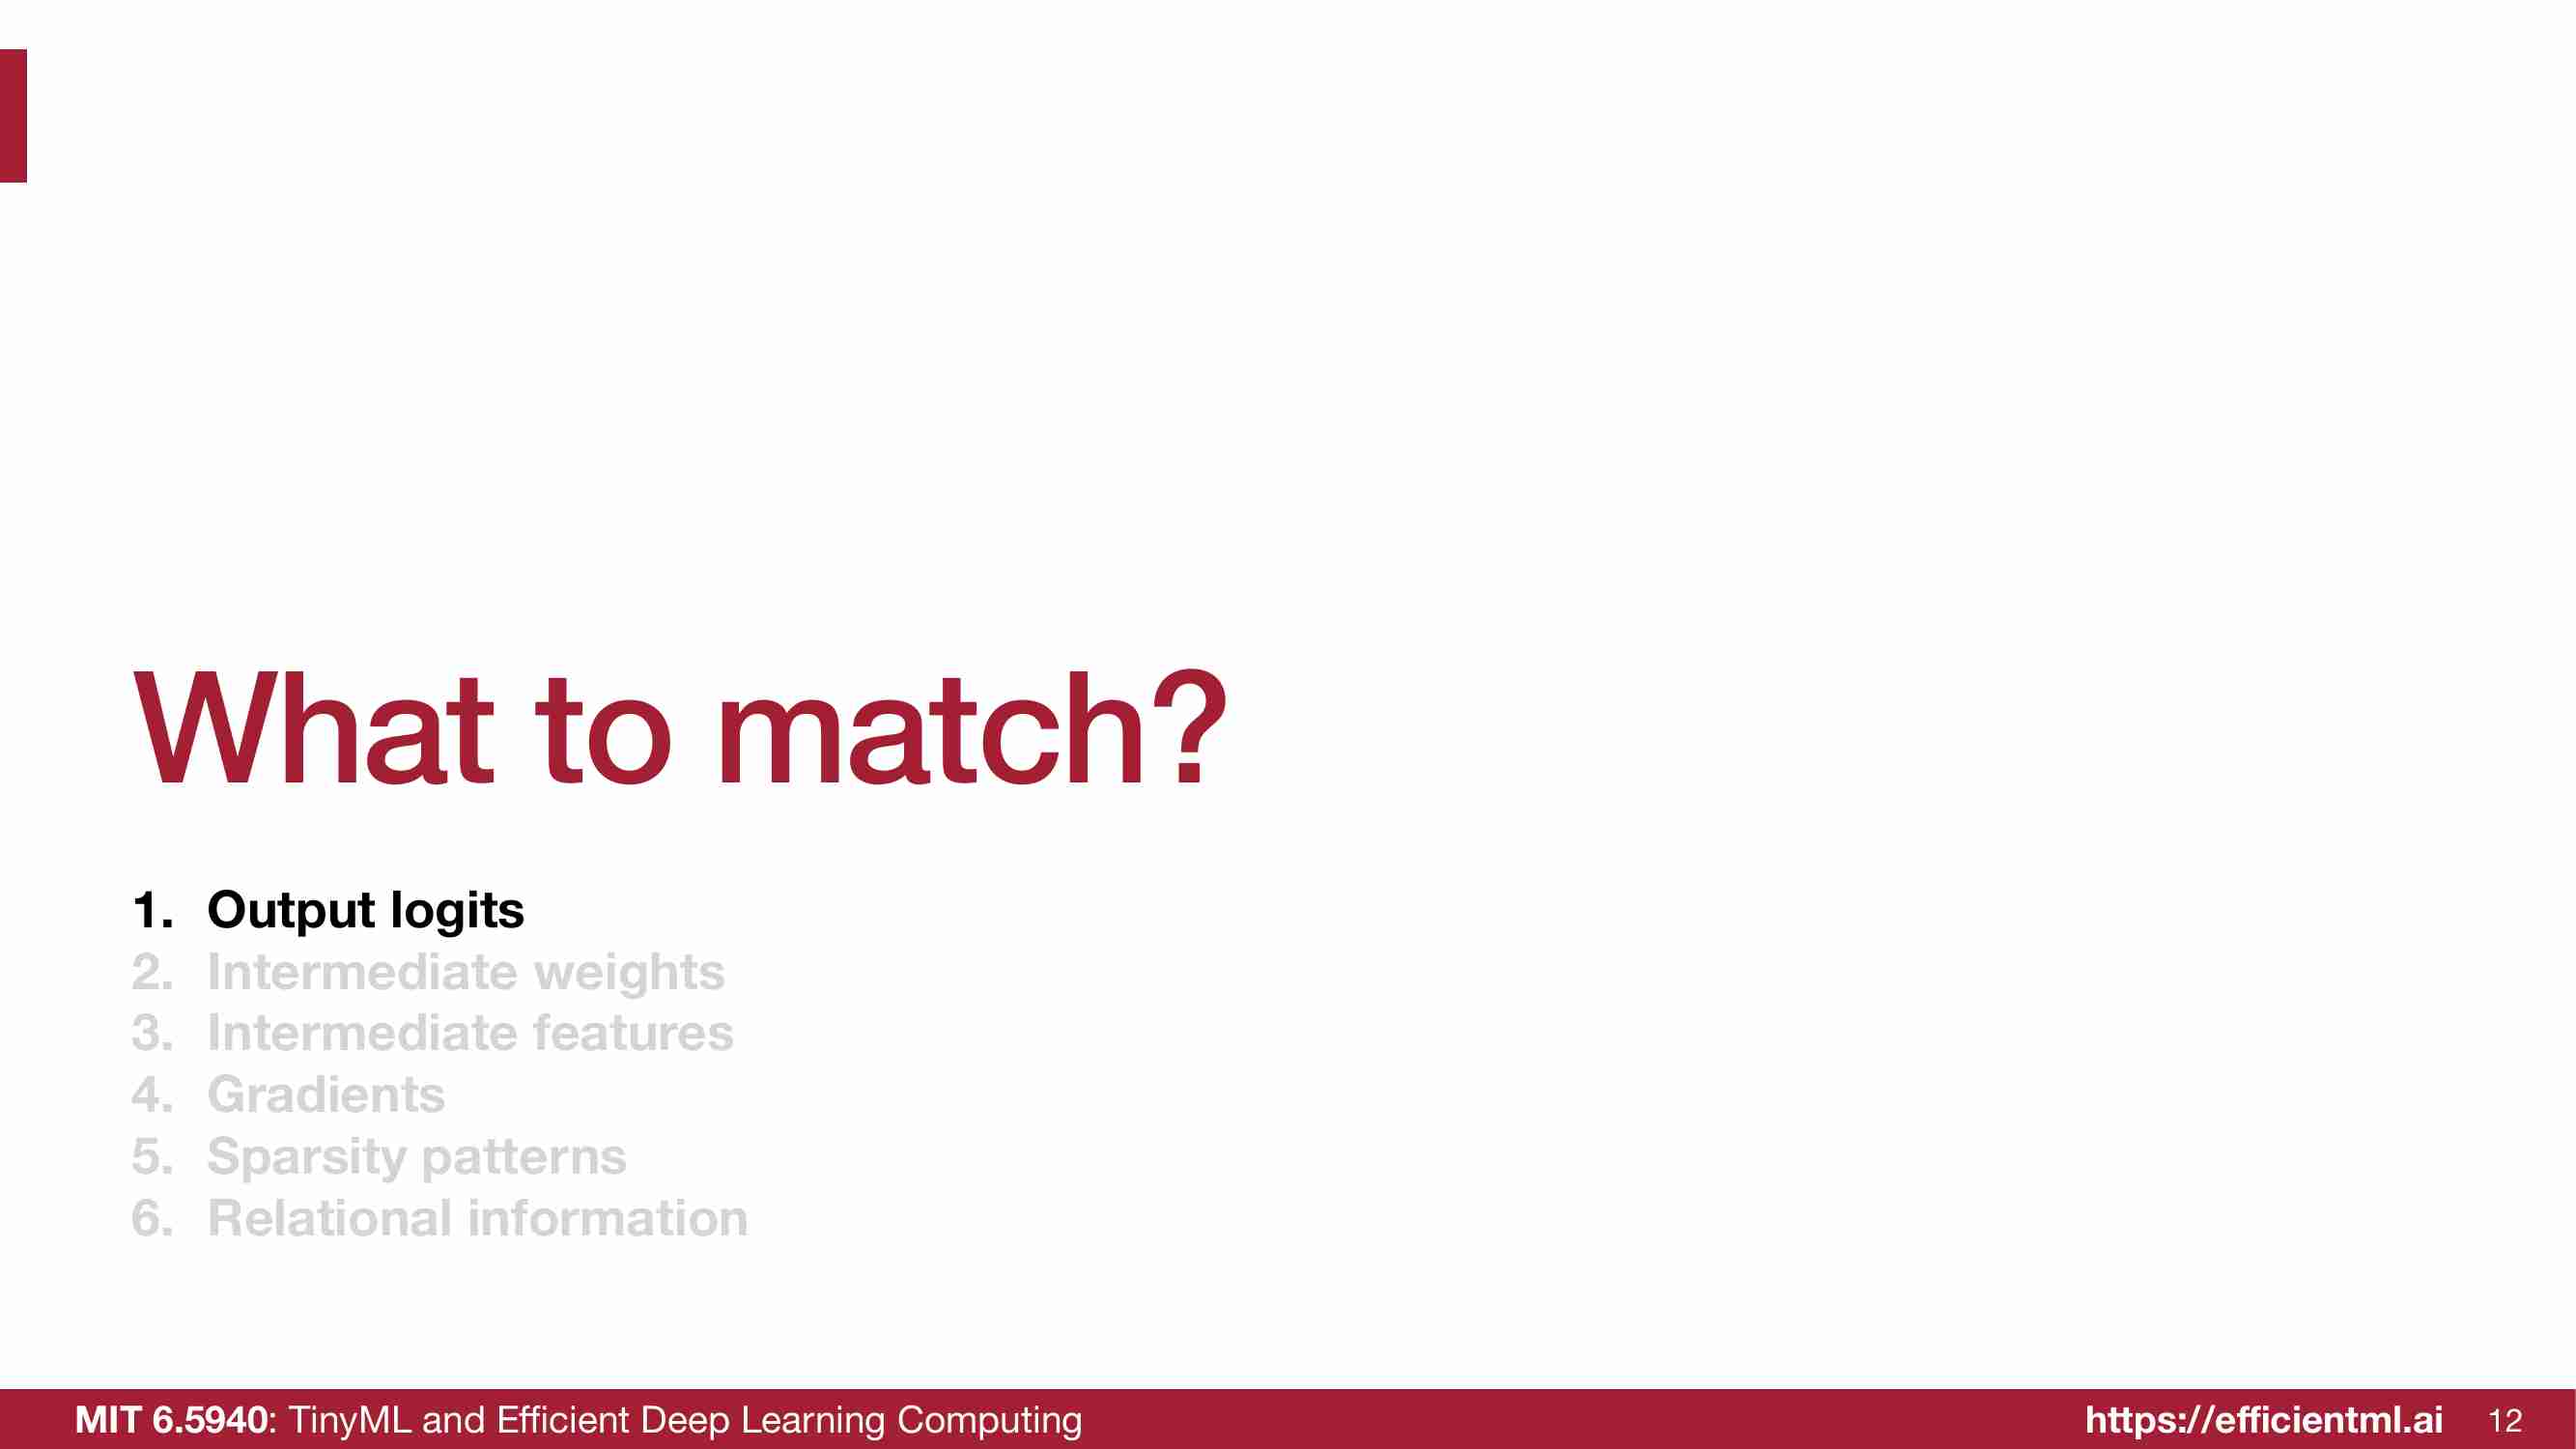 What to match?
1. Output logits
2. Intermediate weights
3. Intermediate features
4. Gradients
5. Sparsity patterns
6. Relational information
MIT 6.5940: TinyML and Efficient Deep Learning Computing
https://efficientml.ai 12